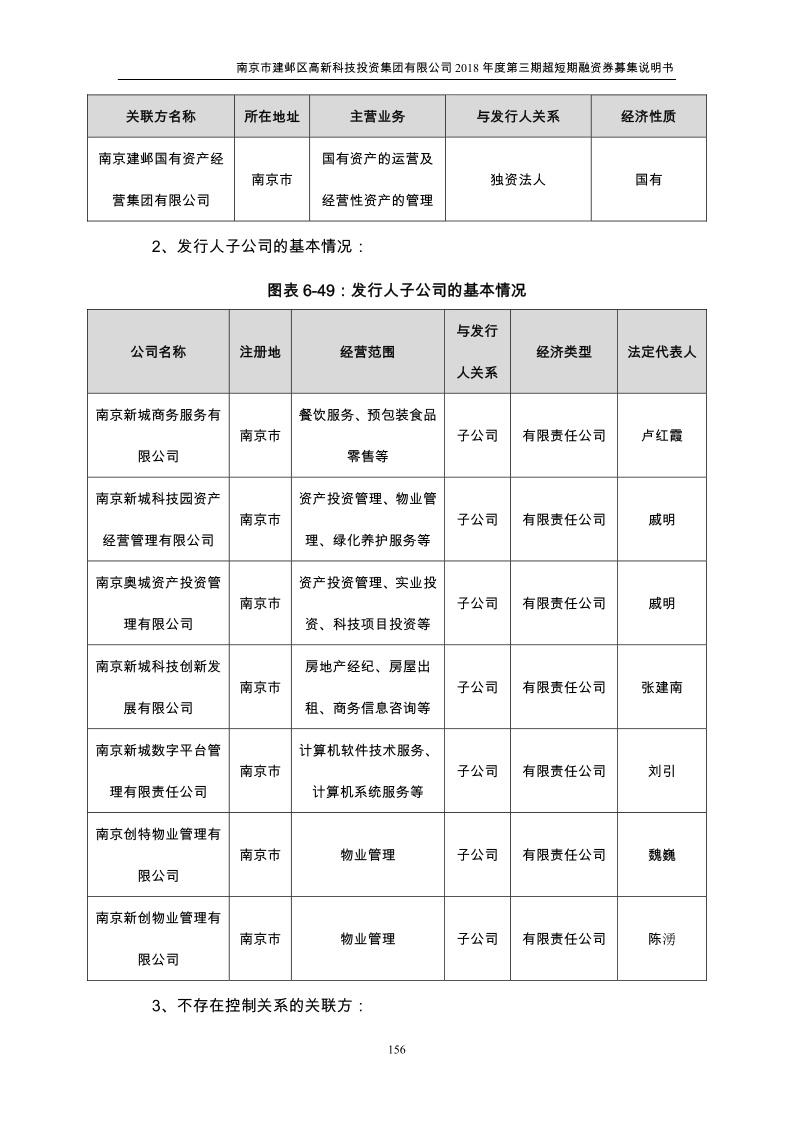 南京市建邺区高新科技投资集团有限公司 2018 年度第三期超短期融资券募集说明书
关联方名称 所在地址 主营业务 与发行人关系 经济性质
南京建邺国有资产经
营集团有限公司
南京市
国有资产的运营及
经营性资产的管理
独资法人
国有
2、发行人子公司的基本情况：
图表 6-49：发行人子公司的基本情况
公司名称
注册地
经营范围
与发行
人关系
经济类型
法定代表人
南京新城商务服务有
限公司
南京市
餐饮服务、预包装食品
零售等
子公司
有限责任公司
卢红霞
南京新城科技园资产
经营管理有限公司
南京市
资产投资管理、物业管
理、绿化养护服务等
子公司
有限责任公司
戚明
南京奥城资产投资管
理有限公司
南京市
资产投资管理、实业投
资、科技项目投资等
子公司
有限责任公司
戚明
南京新城科技创新发
展有限公司
南京市
房地产经纪、房屋出
租、商务信息咨询等
子公司
有限责任公司
张建南
南京新城数字平台管
理有限责任公司
南京市
计算机软件技术服务、
计算机系统服务等
子公司
有限责任公司
刘引
南京创特物业管理有
限公司
南京市
物业管理
子公司
有限责任公司
魏巍
南京新创物业管理有
限公司
南京市
物业管理
子公司
有限责任公司
陈湧
3、不存在控制关系的关联方：
156